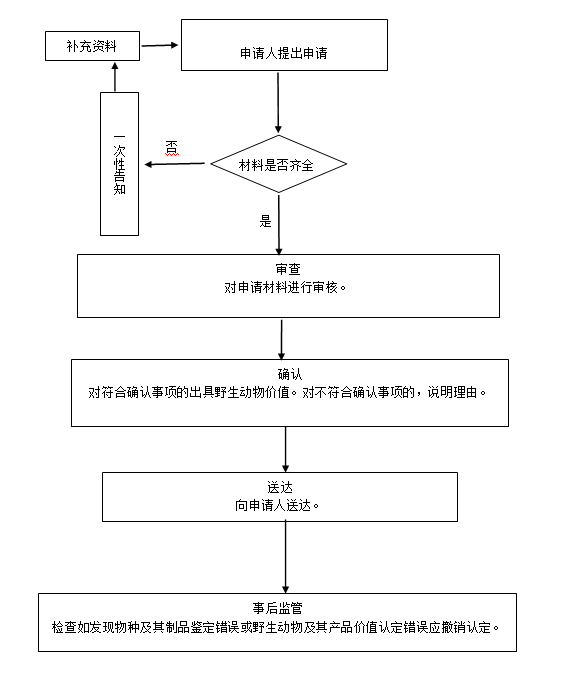 补充资料
申请人提出申请
一次性告知
否
材料是否齐全
是
审查
对申请材料进行审核。
确认
对符合确认事项的出具野生动物价值。对不符合确认事项的，说明理由。
送达
向申请人送达。
事后监管
检查如发现物种及其制品鉴定错误或野生动物及其产品价值认定错误应撤销认定。